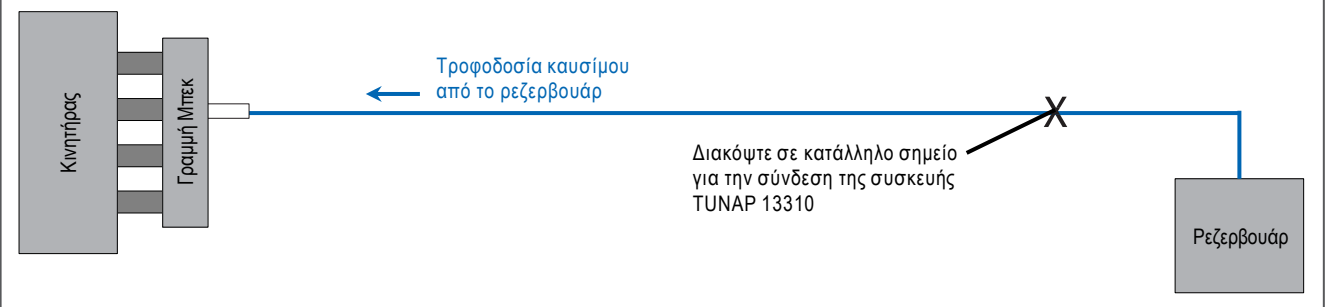 Κινητήρας
Γραμμή Μπεκ
Τροφοδοσία καυσίμου
από το ρεζερβουάρ
X
Διακόψτε σε κατάλληλο σημείο
για την σύνδεση της συσκευής
TUNAP 13310
Ρεζερβουάρ